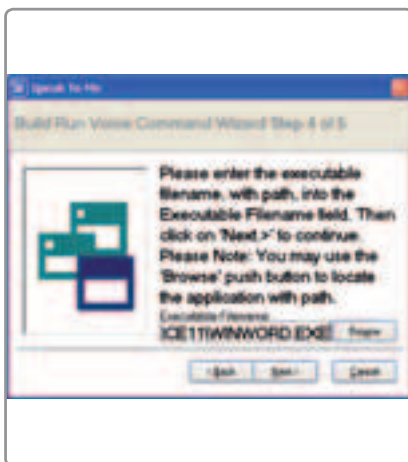 Speak To Me
Build Run Voice Command Wizard Step 4 of 5
Please enter the executable
filename, with path, into the
Executable Filename field. Then
click on 'Next >' to continue.
Please Note: You may use the
'Browse' push button to locate
the application with path.
Executable Filename
ICE11\WINWORD.EXE
Browse
< Back
Next >
Cancel